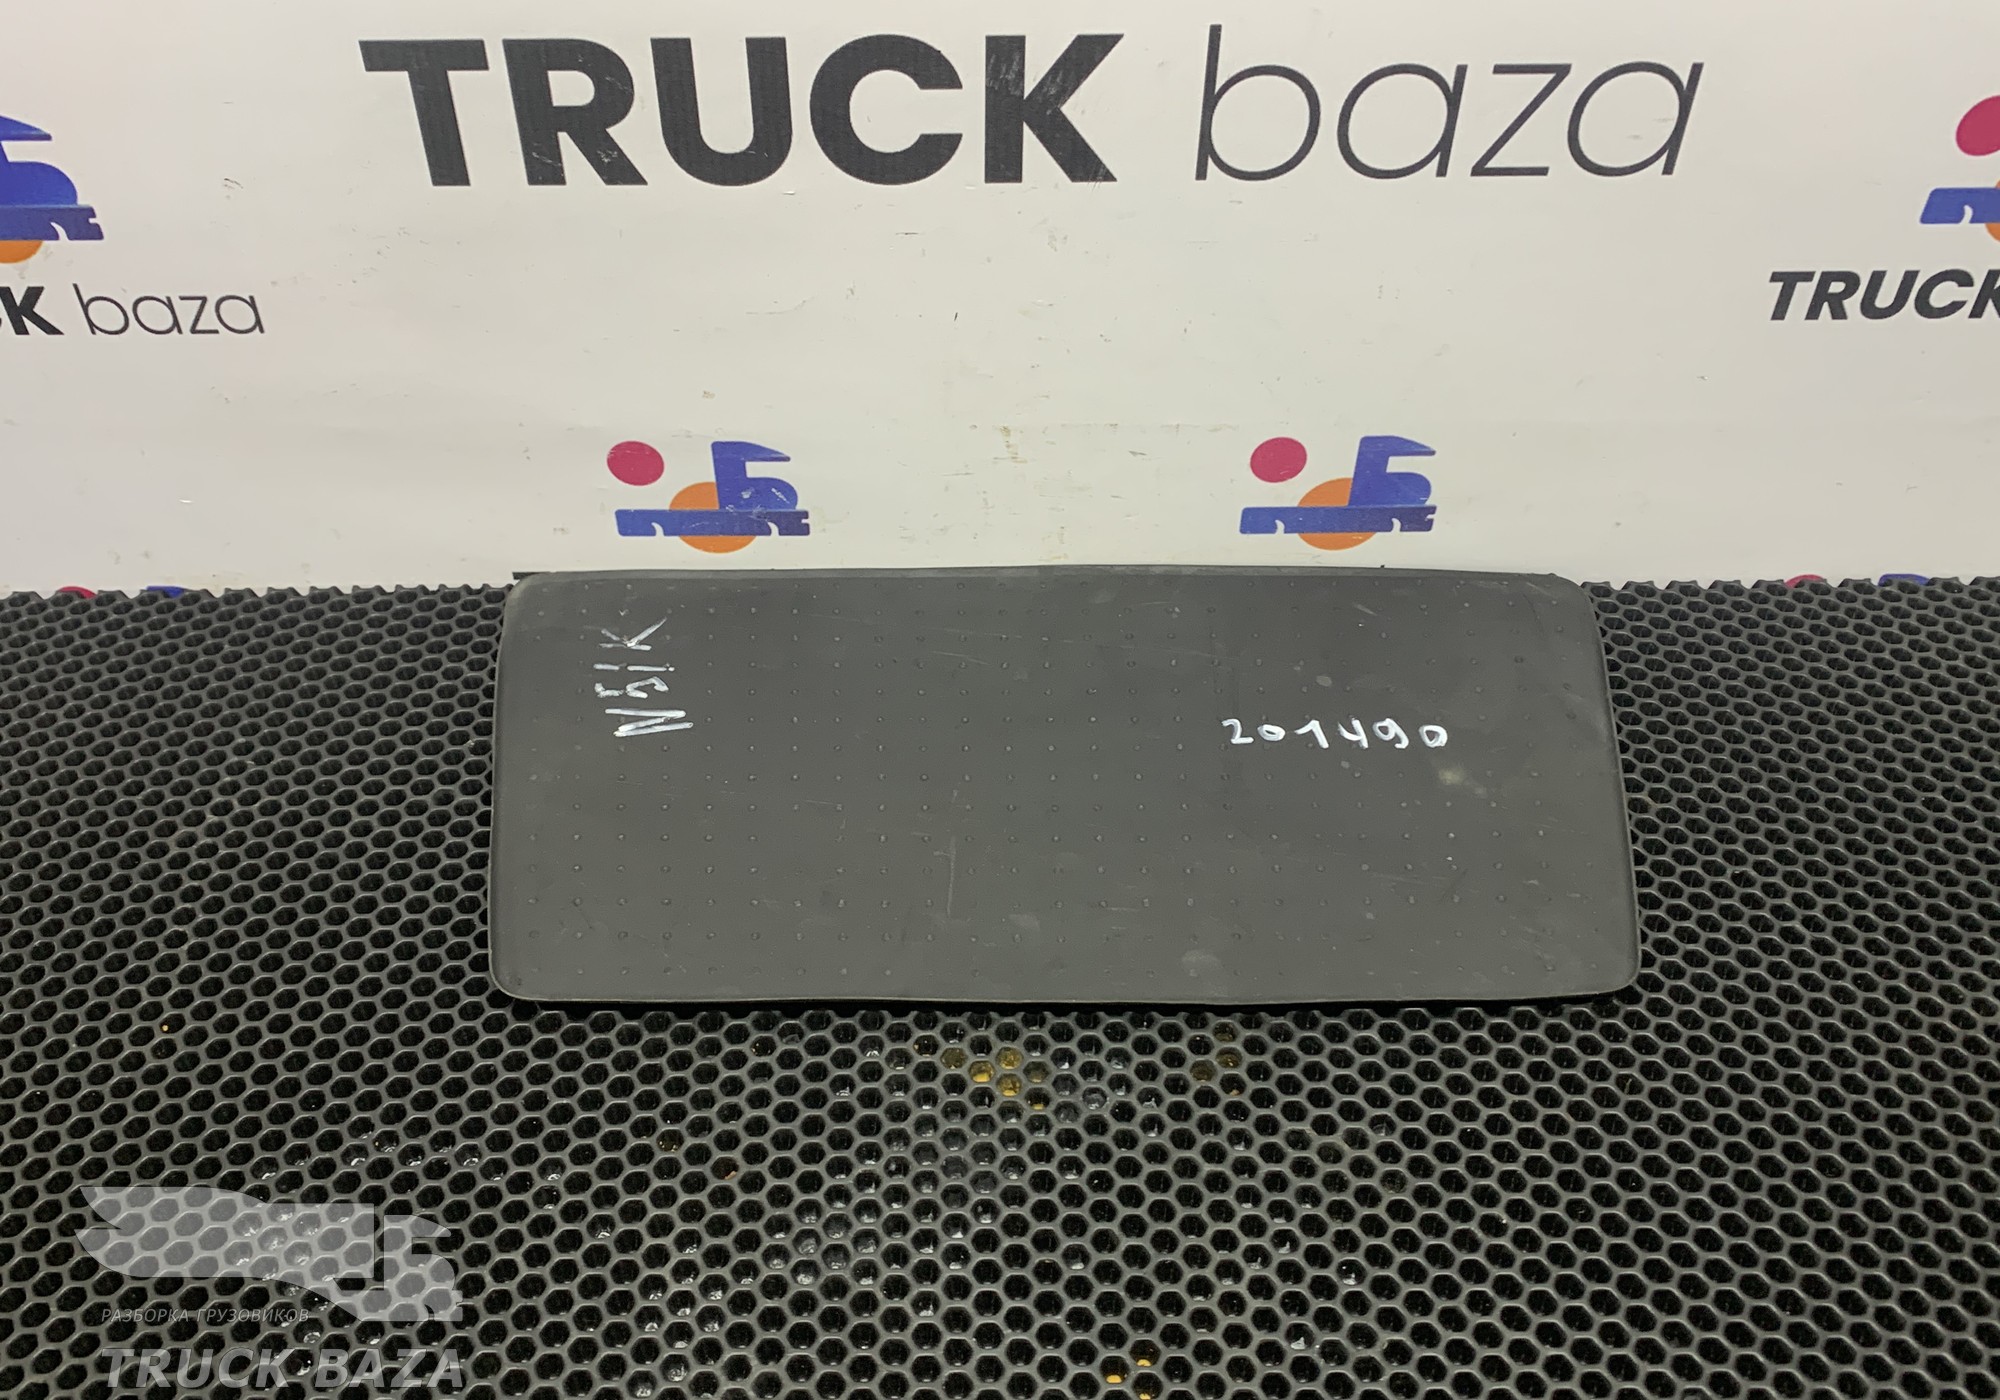 TRUCK baza
K baza
TRUCK
N51K
201490
РАЗБОРКА ГРУЗОВИКОВ
TRUCK BAZA